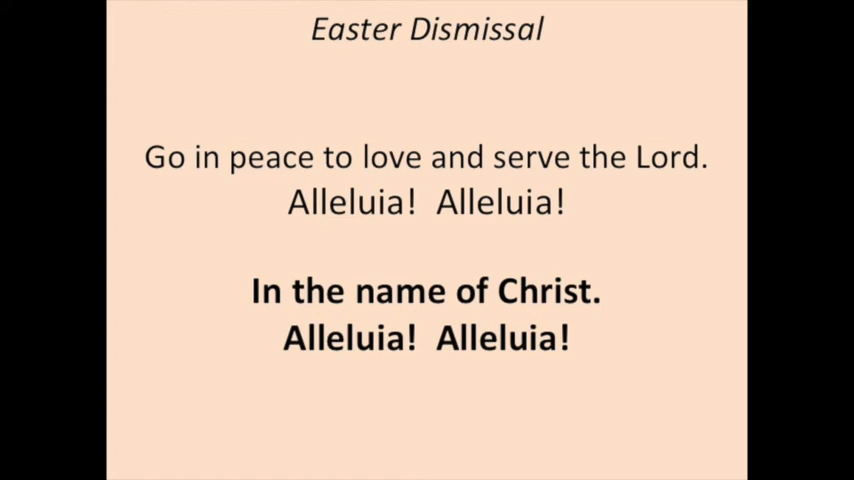 Easter Dismissal
Go in peace to love and serve the Lord.
Alleluia!  Alleluia!
In the name of Christ.
Alleluia!  Alleluia!